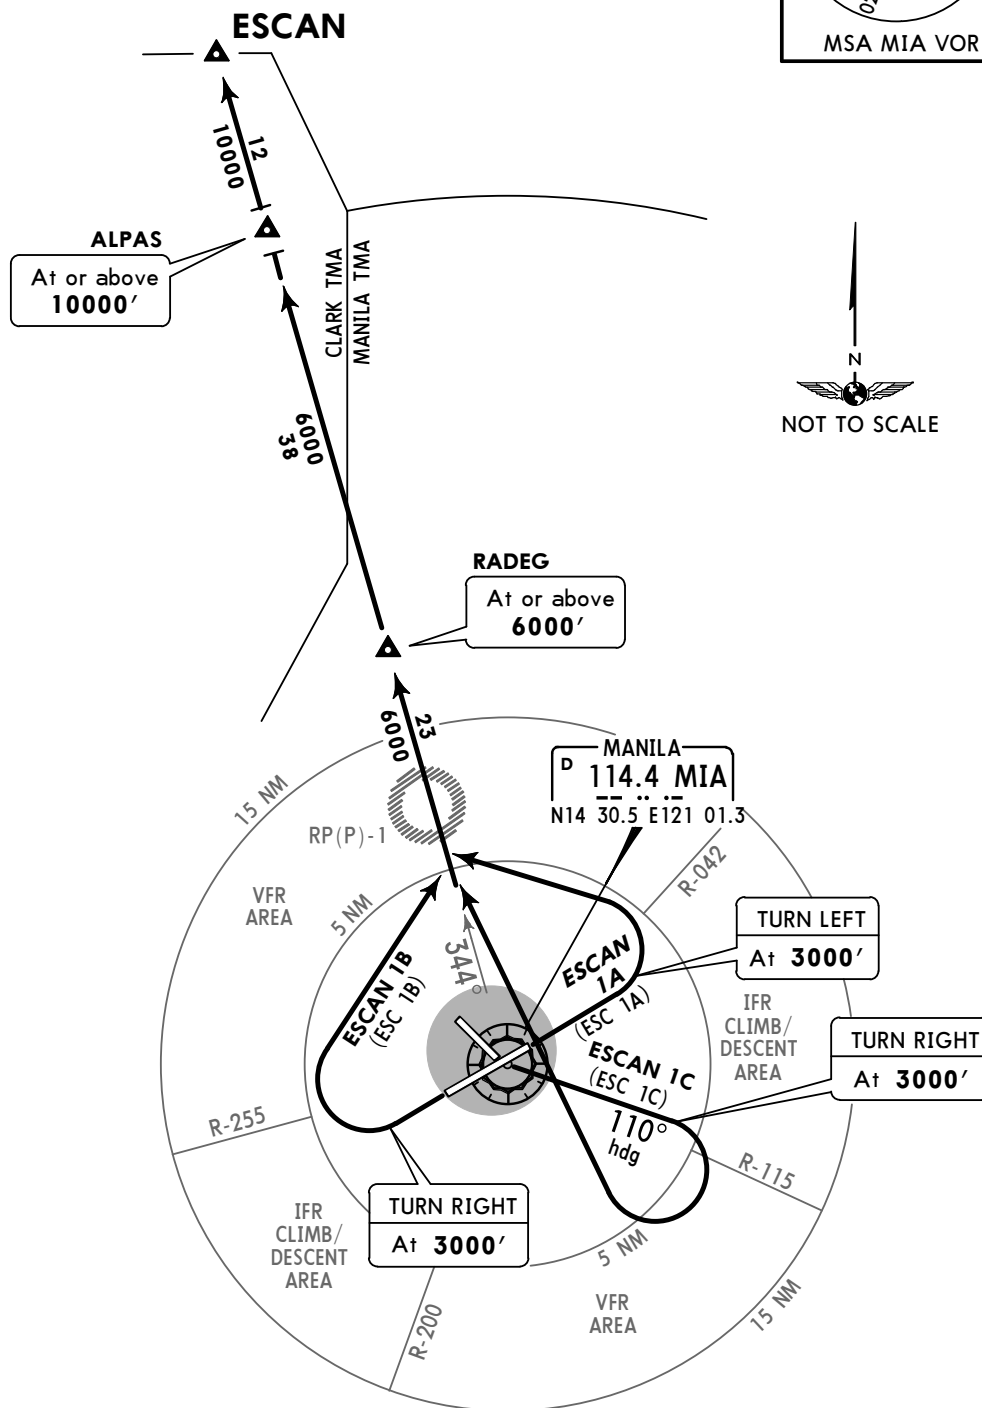 ESCAN
02
MSA MIA VOR
12
10000
ALPAS
At or above
10000′
CLARK TMA
MANILA TMA
N
NOT TO SCALE
6000
38
RADEG
At or above
6000′
23
6000
MANILA
D 114.4 MIA
N14 30.5 E121 01.3
15 NM
RP(P)-1
R-042
VFR
AREA
5 NM
344°
TURN LEFT
At 3000′
ESCAN
1A
(ESC 1A)
ESCAN 1B
(ESC 1B)
IFR
CLIMB/
DESCENT
AREA
TURN RIGHT
At 3000′
ESCAN 1C
(ESC 1C)
110°
hdg
R-255
R-115
TURN RIGHT
At 3000′
IFR
CLIMB/
DESCENT
AREA
5 NM
VFR
AREA
15 NM
R-200